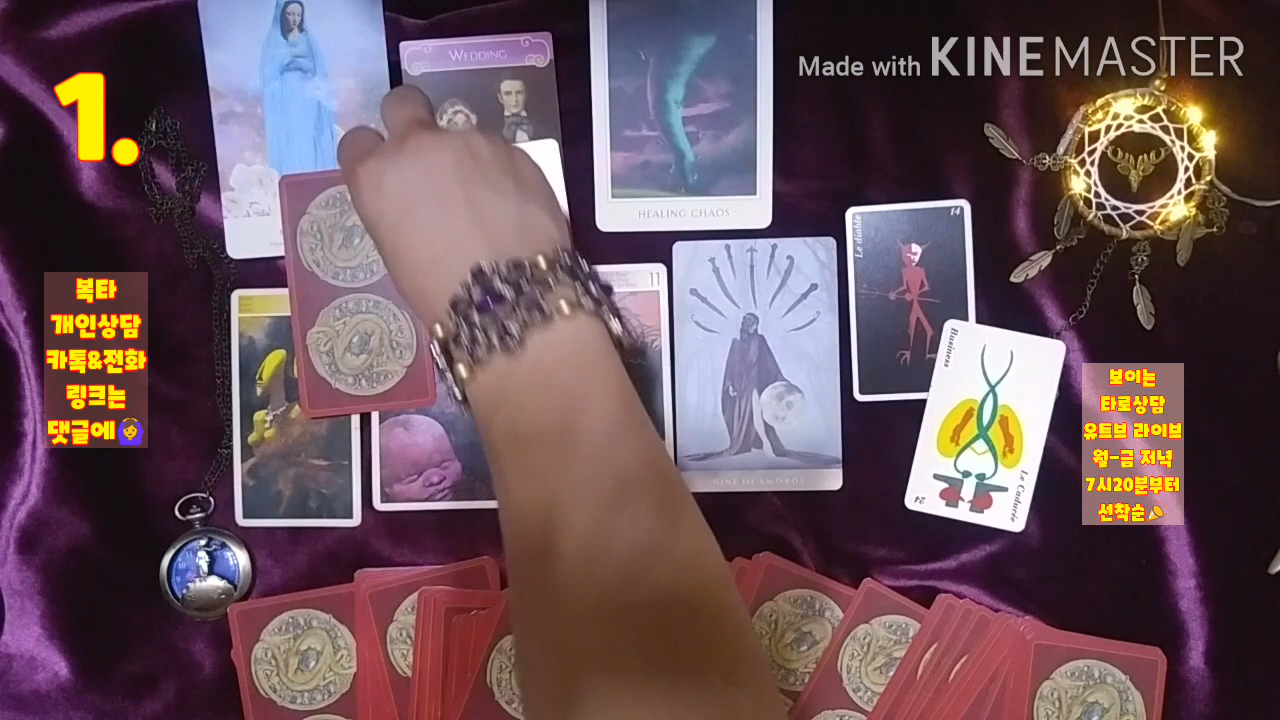 1.
WEDDING
Made with KINEMASTER
HEALING CHAOS
14
Le diable
11
복타
개인상담
카톡&전화
링크는
댓글에🙆‍♀️
NINE OF SWORDS
Business
Le Caducée
24
보이는
타로상담
유트브 라이브
월-금 저녁
7시20분부터
선착순📣